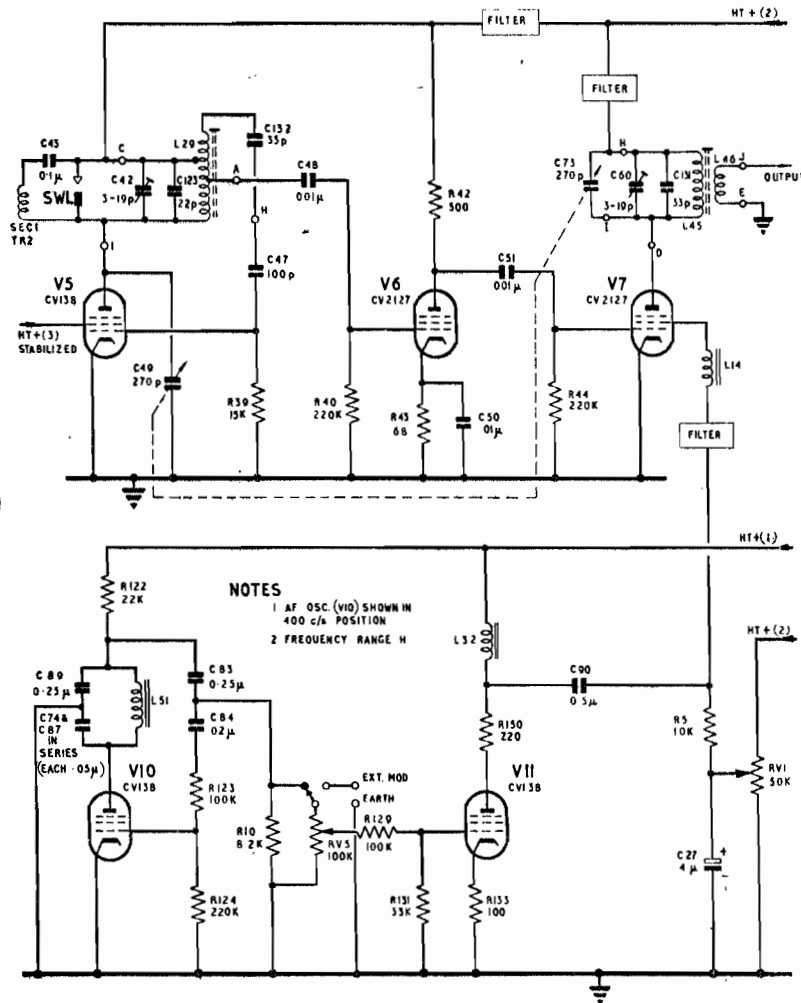 FILTER
HT + (2)
FILTER
C43
0·1µ
C
L29
C132
33p
A
C48
001µ
SWL
C42
3-19p
C123
22p
H
SEC1
TR2
I
C47
100p
R42
500
C73
270p
H
C60
3-19p
C131
33p
L46
J
OUTPUT
E
L45
I
D
V5
CV138
HT+(3)
STABILIZED
C49
270p
R39
15K
R40
220K
V6
CV2127
C51
001µ
V7
CV2127
R43
68
C50
01µ
R44
220K
L14
FILTER
HT+(1)
R122
22K
NOTES
1 AF OSC. (V10) SHOWN IN
400 c/s POSITION
2 FREQUENCY RANGE H
L32
HT+(2)
C89
0·25µ
L51
C83
0·25µ
C90
0 5µ
C74 &
C87
IN
SERIES
(EACH ·05µ)
C84
02µ
R150
220
R5
10K
V10
CV138
R123
100K
EXT. MOD
EARTH
V11
CV138
RV1
50K
R10
8 2K
RV5
100K
R129
100K
C27
4µ
+
-
R124
220K
R131
33K
R133
100